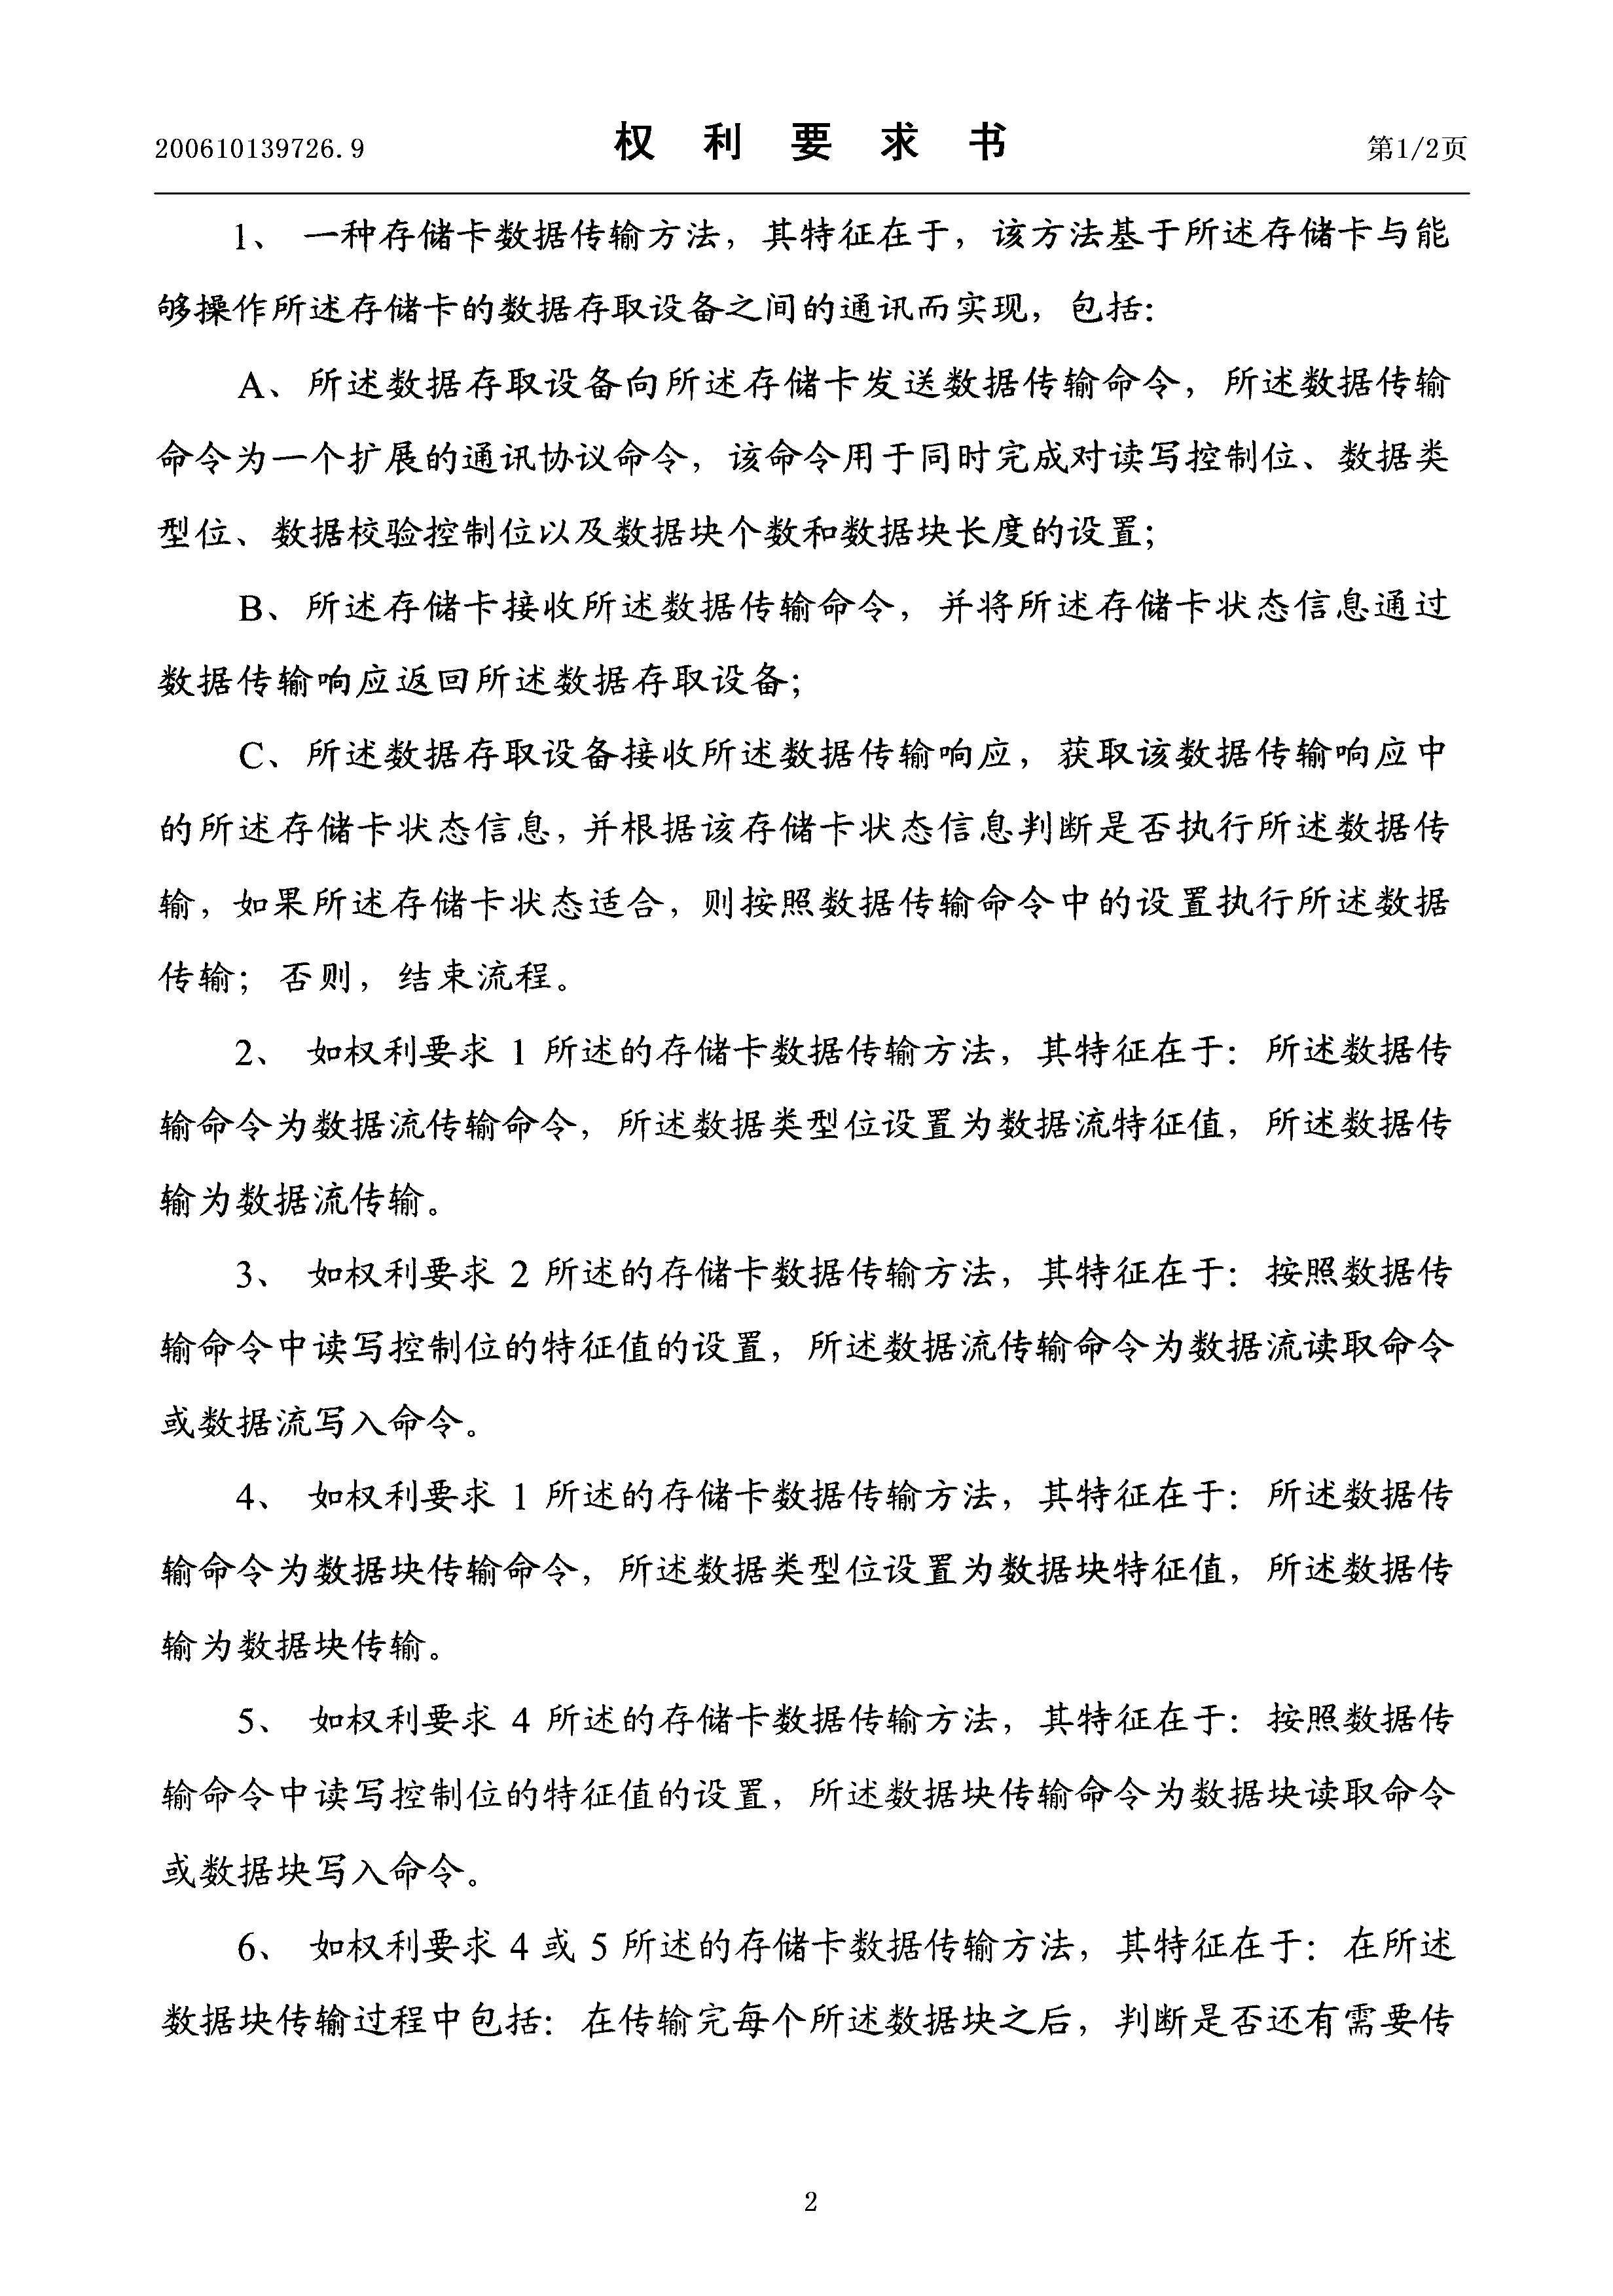 200610139726.9 权利要求书 第1/2页
1、 一种存储卡数据传输方法，其特征在于，该方法基于所述存储卡与能
够操作所述存储卡的数据存取设备之间的通讯而实现，包括：
A、所述数据存取设备向所述存储卡发送数据传输命令，所述数据传输
命令为一个扩展的通讯协议命令，该命令用于同时完成对读写控制位、数据类
型位、数据校验控制位以及数据块个数和数据块长度的设置；
B、所述存储卡接收所述数据传输命令，并将所述存储卡状态信息通过
数据传输响应返回所述数据存取设备；
C、所述数据存取设备接收所述数据传输响应，获取该数据传输响应中
的所述存储卡状态信息，并根据该存储卡状态信息判断是否执行所述数据传
输，如果所述存储卡状态适合，则按照数据传输命令中的设置执行所述数据
传输；否则，结束流程。
2、 如权利要求 1 所述的存储卡数据传输方法，其特征在于：所述数据传
输命令为数据流传输命令，所述数据类型位设置为数据流特征值，所述数据传
输为数据流传输。
3、 如权利要求 2 所述的存储卡数据传输方法，其特征在于：按照数据传
输命令中读写控制位的特征值的设置，所述数据流传输命令为数据流读取命令
或数据流写入命令。
4、 如权利要求 1 所述的存储卡数据传输方法，其特征在于：所述数据传
输命令为数据块传输命令，所述数据类型位设置为数据块特征值，所述数据传
输为数据块传输。
5、 如权利要求 4 所述的存储卡数据传输方法，其特征在于：按照数据传
输命令中读写控制位的特征值的设置，所述数据块传输命令为数据块读取命令
或数据块写入命令。
6、 如权利要求 4 或 5 所述的存储卡数据传输方法，其特征在于：在所述
数据块传输过程中包括：在传输完每个所述数据块之后，判断是否还有需要传
2